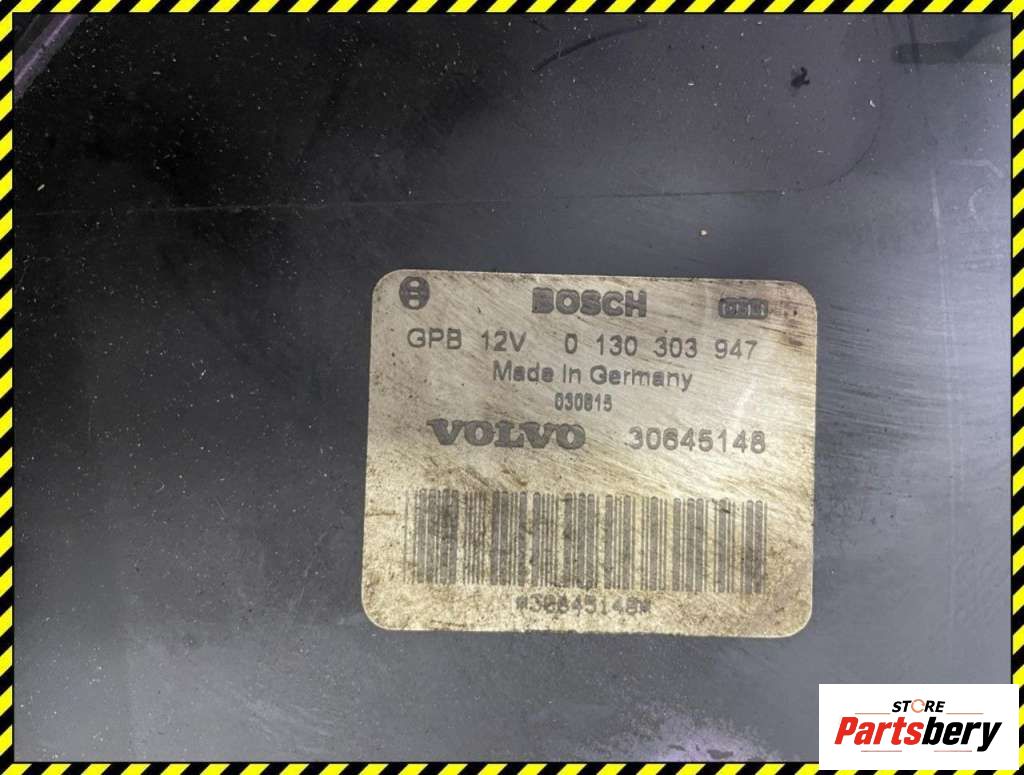 BOSCH
GPB 12V 0 130 303 947
Made in Germany
030815
VOLVO 30645148
*30645148*
STORE
Partsbery